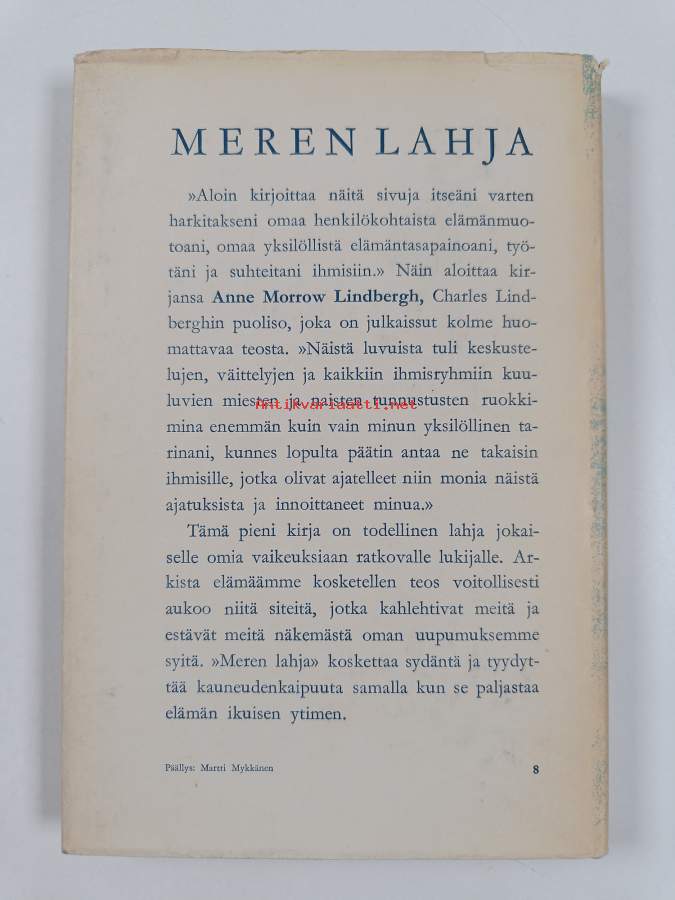 MEREN LAHJA
»Aloin kirjoittaa näitä sivuja itseäni varten
harkitakseni omaa henkilökohtaista elämänmuo-
toani, omaa yksilöllistä elämäntasapainoani, työ-
täni ja suhteitani ihmisiin.» Näin aloittaa kir-
jansa Anne Morrow Lindbergh, Charles Lind-
berghin puoliso, joka on julkaissut kolme huo-
mattavaa teosta. »Näistä luvuista tuli keskuste-
lujen, väittelyjen ja kaikkiin ihmisryhmiin kuu-
luvien miesten ja naisten tunnustusten ruokki-
Antikvariaatti.net
mina enemmän kuin vain minun yksilöllinen ta-
rinani, kunnes lopulta päätin antaa ne takaisin
ihmisille, jotka olivat ajatelleet niin monia näistä
ajatuksista ja innoittaneet minua.»
Tämä pieni kirja on todellinen lahja jokai-
selle omia vaikeuksiaan ratkovalle lukijalle. Ar-
kista elämäämme kosketellen teos voitollisesti
aukoo niitä siteitä, jotka kahlehtivat meitä ja
estävät meitä näkemästä oman uupumuksemme
syitä. »Meren lahja» koskettaa sydäntä ja tyydyt-
tää kauneudenkaipuuta samalla kun se paljastaa
elämän ikuisen ytimen.
Päällys: Martti Mykkänen
8